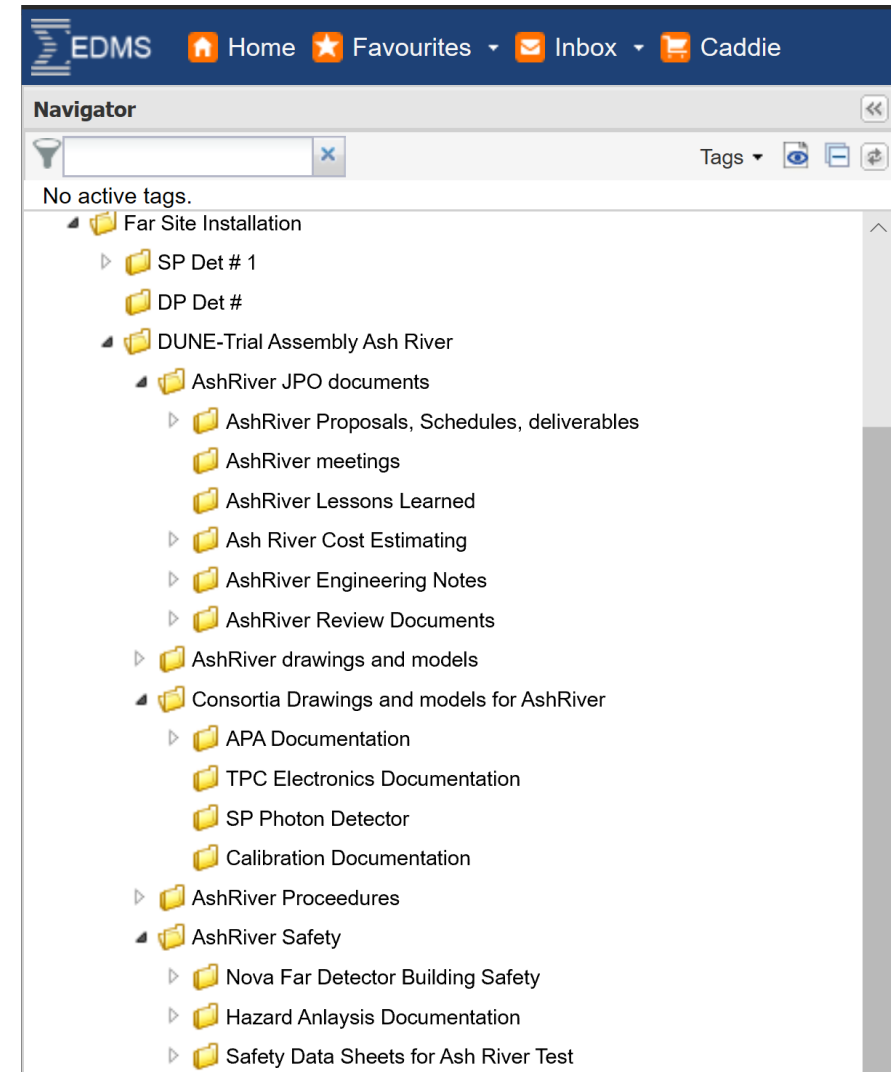 EDMS Home Favourites Inbox Caddie
Navigator
Tags
No active tags.
Far Site Installation
SP Det # 1
DP Det #
DUNE-Trial Assembly Ash River
AshRiver JPO documents
AshRiver Proposals, Schedules, deliverables
AshRiver meetings
AshRiver Lessons Learned
Ash River Cost Estimating
AshRiver Engineering Notes
AshRiver Review Documents
AshRiver drawings and models
Consortia Drawings and models for AshRiver
APA Documentation
TPC Electronics Documentation
SP Photon Detector
Calibration Documentation
AshRiver Proceedures
AshRiver Safety
Nova Far Detector Building Safety
Hazard Anlaysis Documentation
Safety Data Sheets for Ash River Test